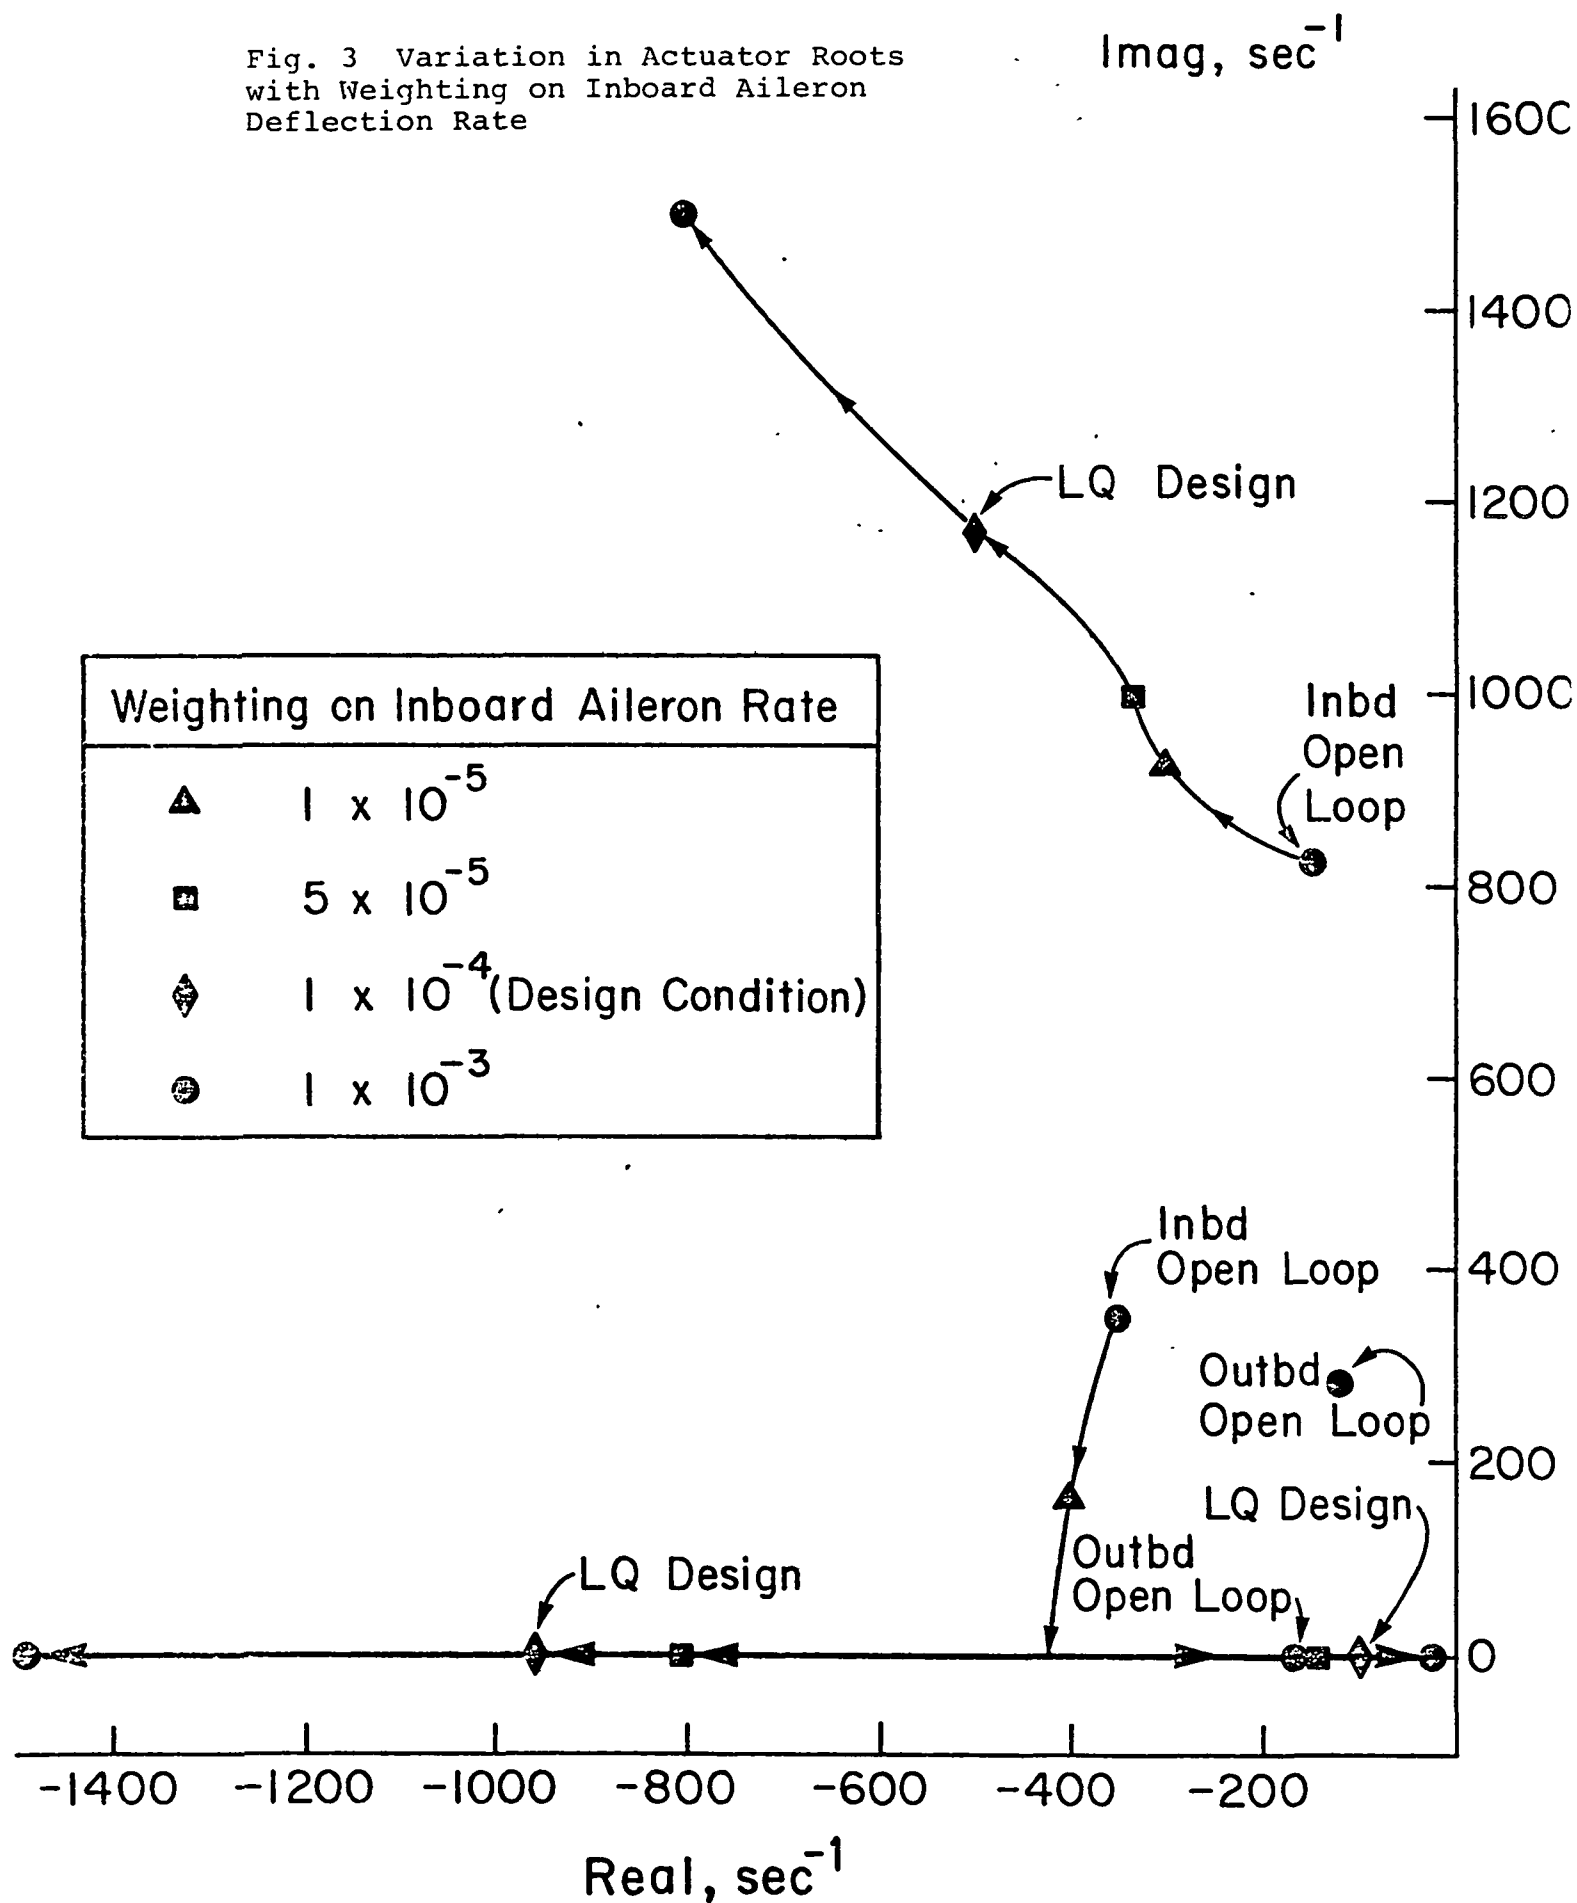 Fig. 3 Variation in Actuator Roots
with Weighting on Inboard Aileron
Deflection Rate
Imag, sec⁻¹
1600
1400
LQ Design
1200
1000
Inbd
Open
Loop
800
Weighting on Inboard Aileron Rate
1 x 10⁻⁵
5 x 10⁻⁵
1 x 10⁻⁴ (Design Condition)
1 x 10⁻³
600
Inbd
Open Loop
400
Outbd
Open Loop
200
LQ Design
Outbd
Open Loop
LQ Design
0
-1400 -1200 -1000 -800 -600 -400 -200
Real, sec⁻¹